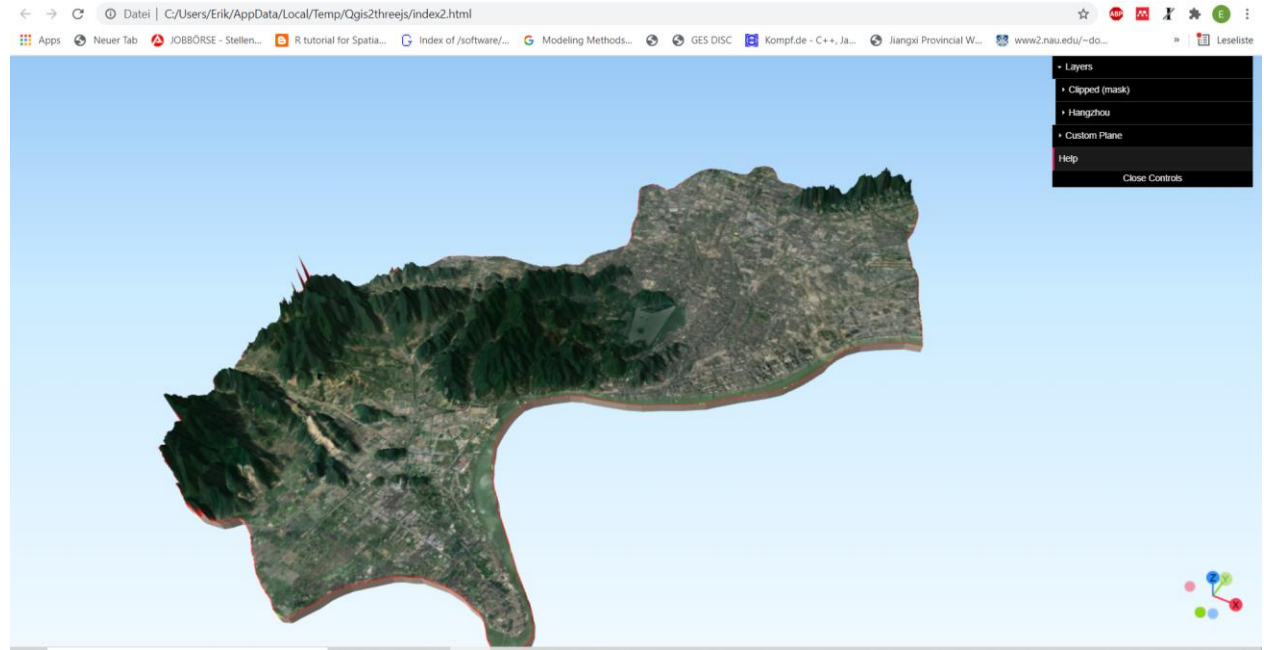 Datei | C:/Users/Erik/AppData/Local/Temp/Qgis2threejs/index2.html
ABP
E
Apps Neuer Tab JOBBÖRSE - Stellen... R tutorial for Spatia... Index of /software/... Modeling Methods... GES DISC Kompf.de - C++, Ja... Jiangxi Provincial W... www2.nau.edu/~do... » Leseliste
Layers
Clipped (mask)
Hangzhou
Custom Plane
Help
Close Controls
Z Y
X